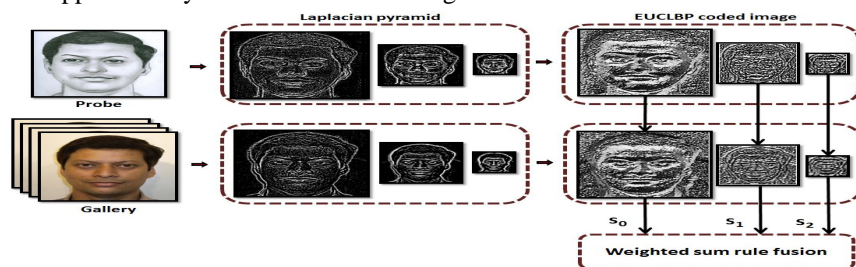 Laplacian pyramid
EUCLBP coded image
Probe
Gallery
S0
S1
S2
Weighted sum rule fusion